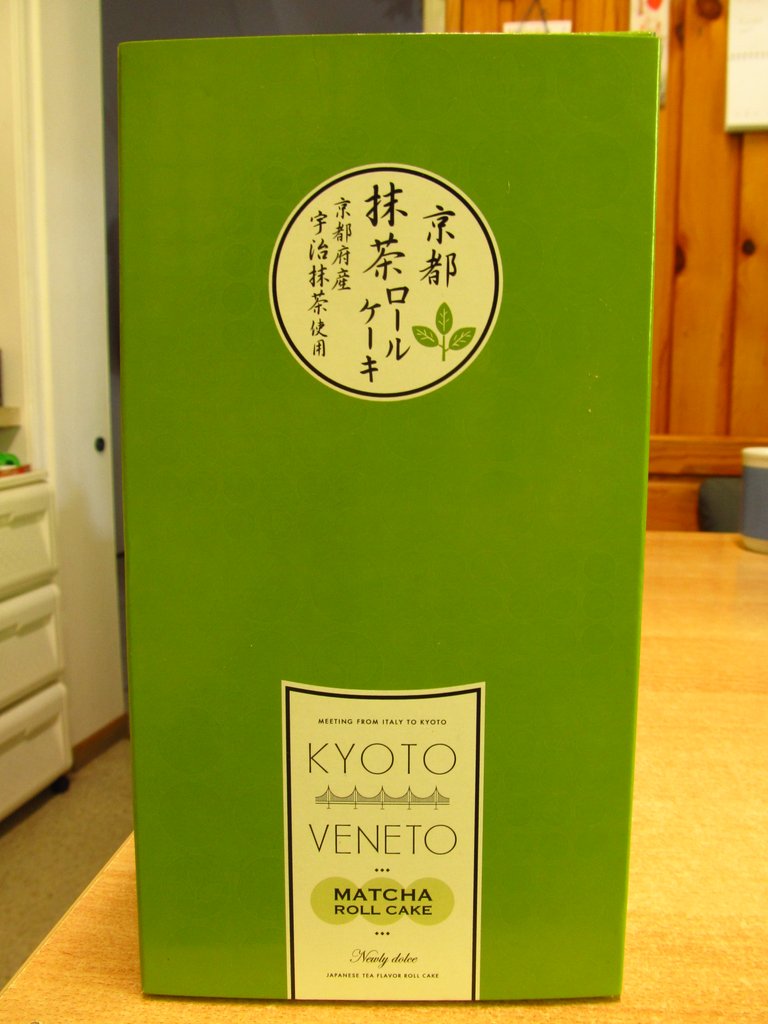 京都
抹茶ロール
ケーキ
京都府産
宇治抹茶使用
MEETING FROM ITALY TO KYOTO
KYOTO
VENETO
MATCHA
ROLL CAKE
Newly dolce
JAPANESE TEA FLAVOR ROLL CAKE